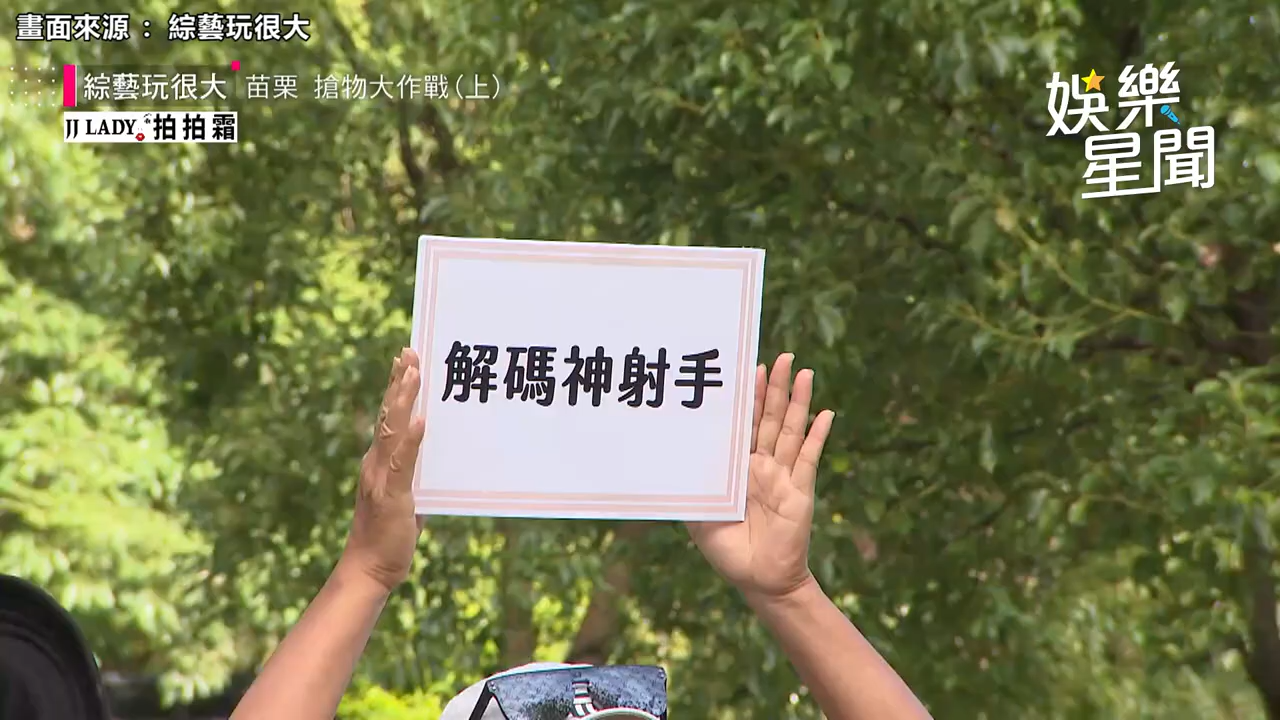 畫面來源： 綜藝玩很大
綜藝玩很大 苗栗 搶物大作戰(上)
JJ LADY 拍拍霜
娛樂
星聞
解碼神射手